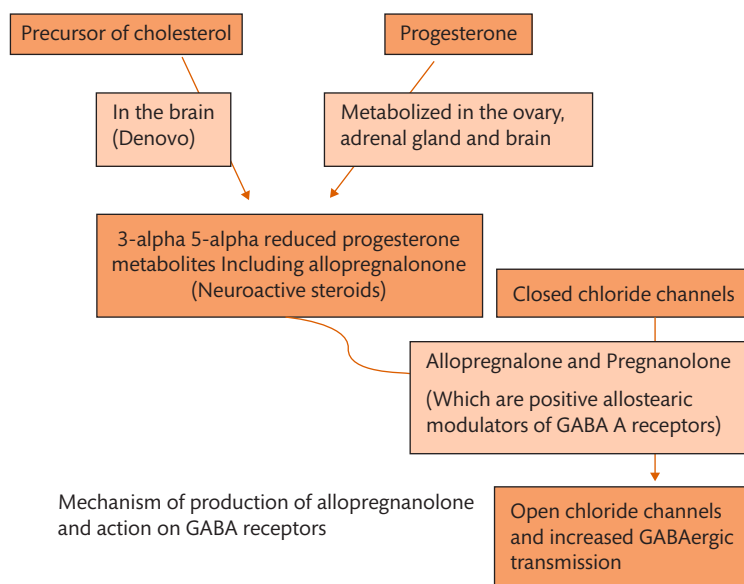 Precursor of cholesterol
Progesterone
In the brain
(Denovo)
Metabolized in the ovary,
adrenal gland and brain
3-alpha 5-alpha reduced progesterone
metabolites Including allopregnalonone
(Neuroactive steroids)
Closed chloride channels
Allopregnalone and Pregnanolone
(Which are positive allostearic
modulators of GABA A receptors)
Mechanism of production of allopregnanolone
and action on GABA receptors
Open chloride channels
and increased GABAergic
transmission